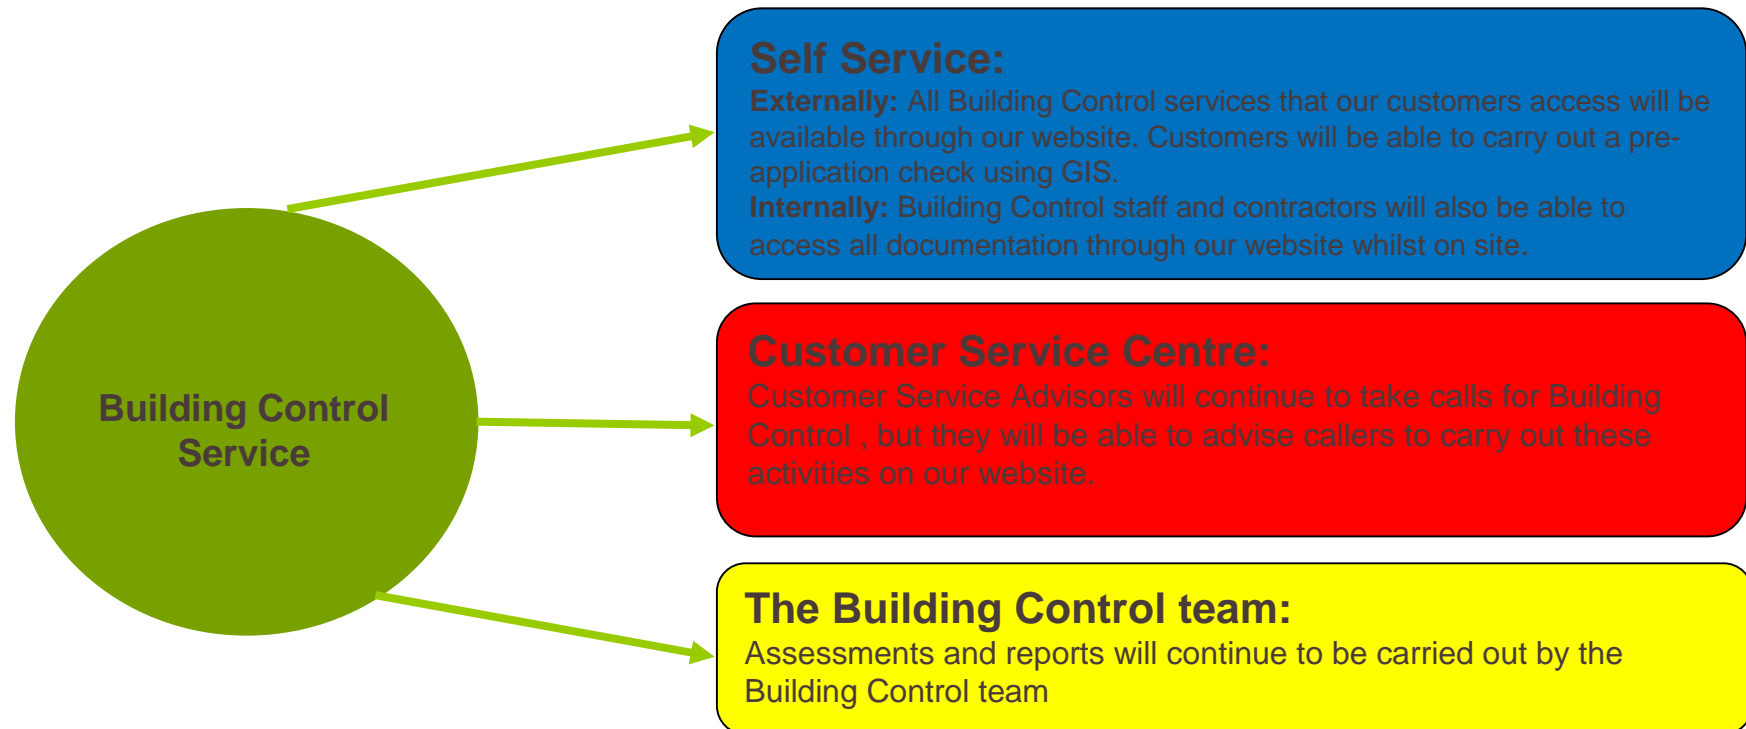 Self Service:
Externally: All Building Control services that our customers access will be
available through our website. Customers will be able to carry out a pre-
application check using GIS.
Internally: Building Control staff and contractors will also be able to
access all documentation through our website whilst on site.
Building Control
Service
Customer Service Centre:
Customer Service Advisors will continue to take calls for Building
Control , but they will be able to advise callers to carry out these
activities on our website.
The Building Control team:
Assessments and reports will continue to be carried out by the
Building Control team